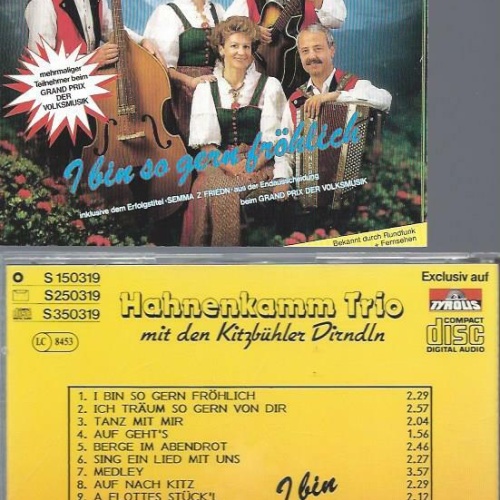 mehrmaliger
Teilnehmer beim
GRAND PRIX
DER
VOLKSMUSIK
I bin so gern fröhlich
inklusive dem Erfolgstitel »SEMMA Z´FRIEDN« aus der Endausscheidung
beim GRAND PRIX DER VOLKSMUSIK
Bekannt durch Rundfunk
+ Fernsehen
S 150319
S250319
S350319
LC 8453
Hahnenkamm Trio
mit den Kitzbühler Dirndln
Exclusiv auf
TYROLIS
COMPACT
disc
DIGITAL AUDIO
1. I BIN SO GERN FRÖHLICH 2.29
2. ICH TRÄUM SO GERN VON DIR 2.57
3. TANZ MIT MIR 2.04
4. AUF GEHT'S 1.56
5. BERGE IM ABENDROT 2.46
6. SING EIN LIED MIT UNS 2.27
7. MEDLEY 3.57
8. AUF NACH KITZ 2.29
9. A FLOTTES STÜCK'L 2.12
I bin